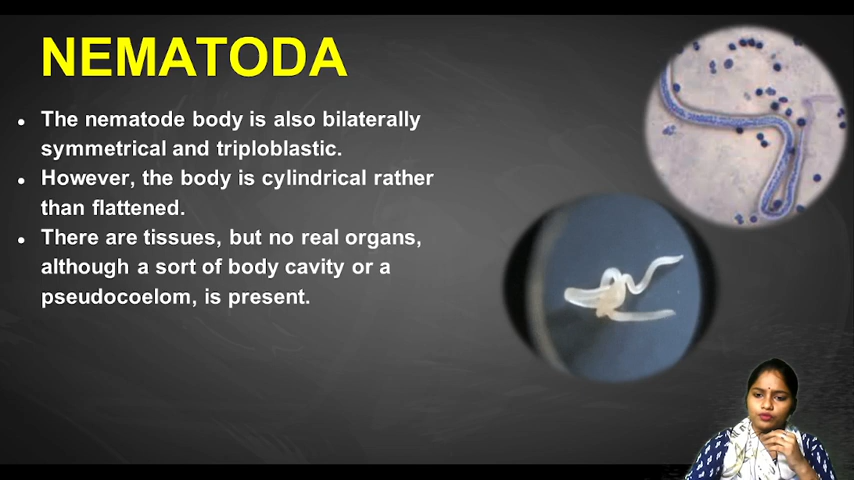 NEMATODA
• The nematode body is also bilaterally
symmetrical and triploblastic.
• However, the body is cylindrical rather
than flattened.
• There are tissues, but no real organs,
although a sort of body cavity or a
pseudocoelom, is present.